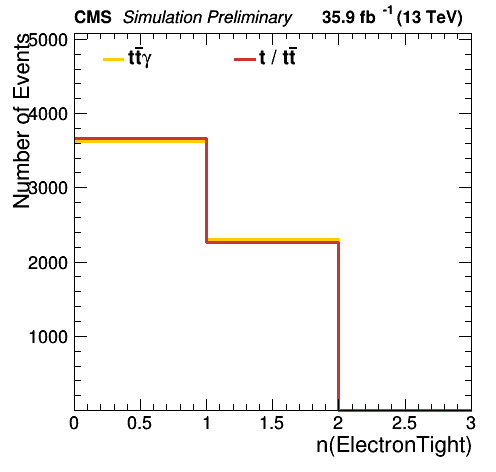 CMS Simulation Preliminary 35.9 fb⁻¹ (13 TeV)
tt̄γ t / tt̄
Number of Events
5000
4000
3000
2000
1000
0 0.5 1 1.5 2 2.5 3
n(ElectronTight)